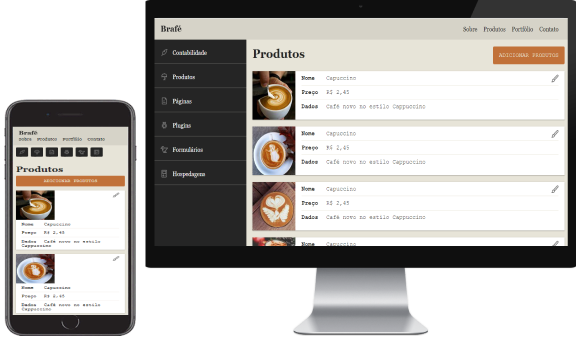 Brafé
Sobre Produtos Portfólio Contato
Contabilidade
Produtos
Páginas
Plugins
Formulários
Hospedagens
Produtos
ADICIONAR PRODUTOS
Nome Capuccino
Preço R$ 2,45
Dados Café novo no estilo Cappuccino
Nome Capuccino
Preço R$ 2,45
Dados Café novo no estilo Cappuccino
Nome Capuccino
Preço R$ 2,45
Dados Café novo no estilo Cappuccino
Nome Capuccino
Brafé
Sobre Produtos Portfólio Contato
Produtos
ADICIONAR PRODUTOS
Nome Capuccino
Preço R$ 2,45
Dados Café novo no estilo
Cappuccino
Nome Capuccino
Preço R$ 2,45
Dados Café novo no estilo
Cappuccino